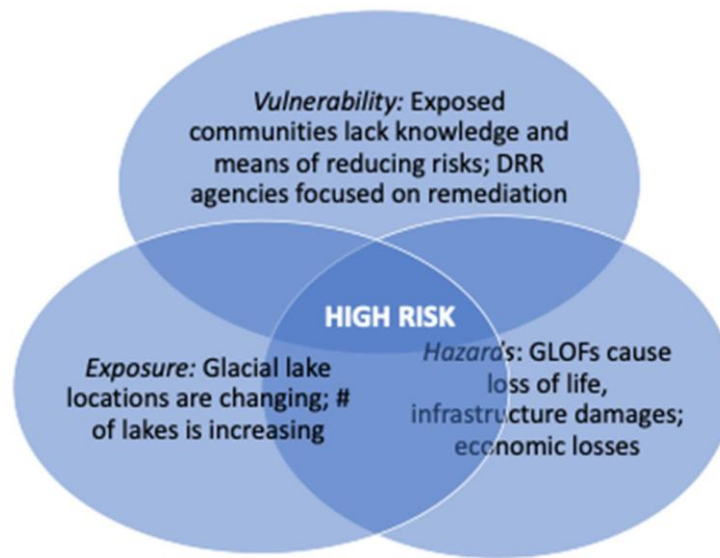 Vulnerability: Exposed
communities lack knowledge and
means of reducing risks; DRR
agencies focused on remediation
HIGH RISK
Exposure: Glacial lake
locations are changing; #
of lakes is increasing
Hazards: GLOFs cause
loss of life,
infrastructure damages;
economic losses